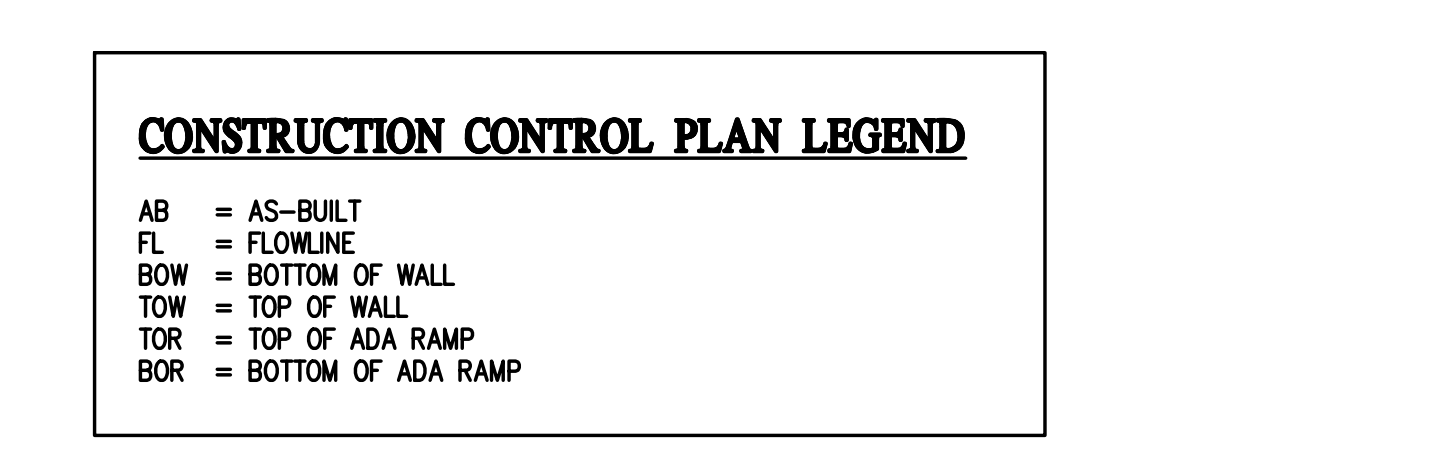 CONSTRUCTION CONTROL PLAN LEGEND
AB = AS-BUILT
FL = FLOWLINE
BOW = BOTTOM OF WALL
TOW = TOP OF WALL
TOR = TOP OF ADA RAMP
BOR = BOTTOM OF ADA RAMP